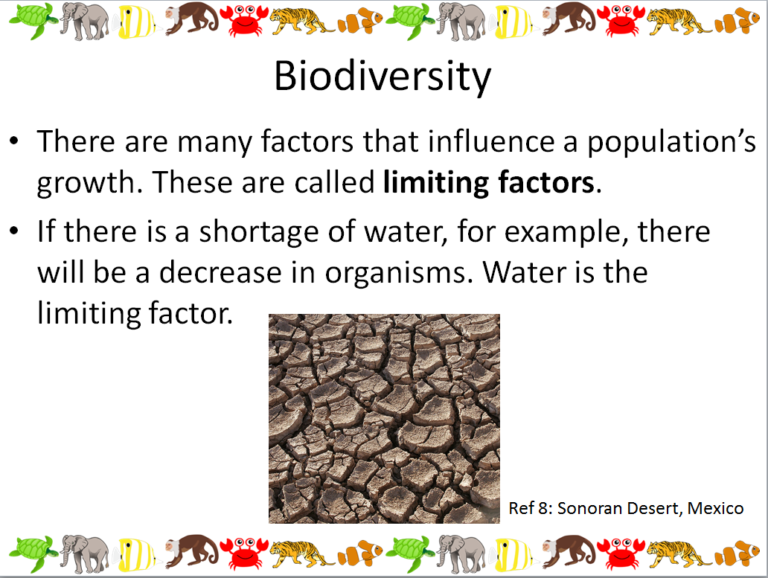 Biodiversity
• There are many factors that influence a population's
growth. These are called limiting factors.
• If there is a shortage of water, for example, there
will be a decrease in organisms. Water is the
limiting factor.
Ref 8: Sonoran Desert, Mexico